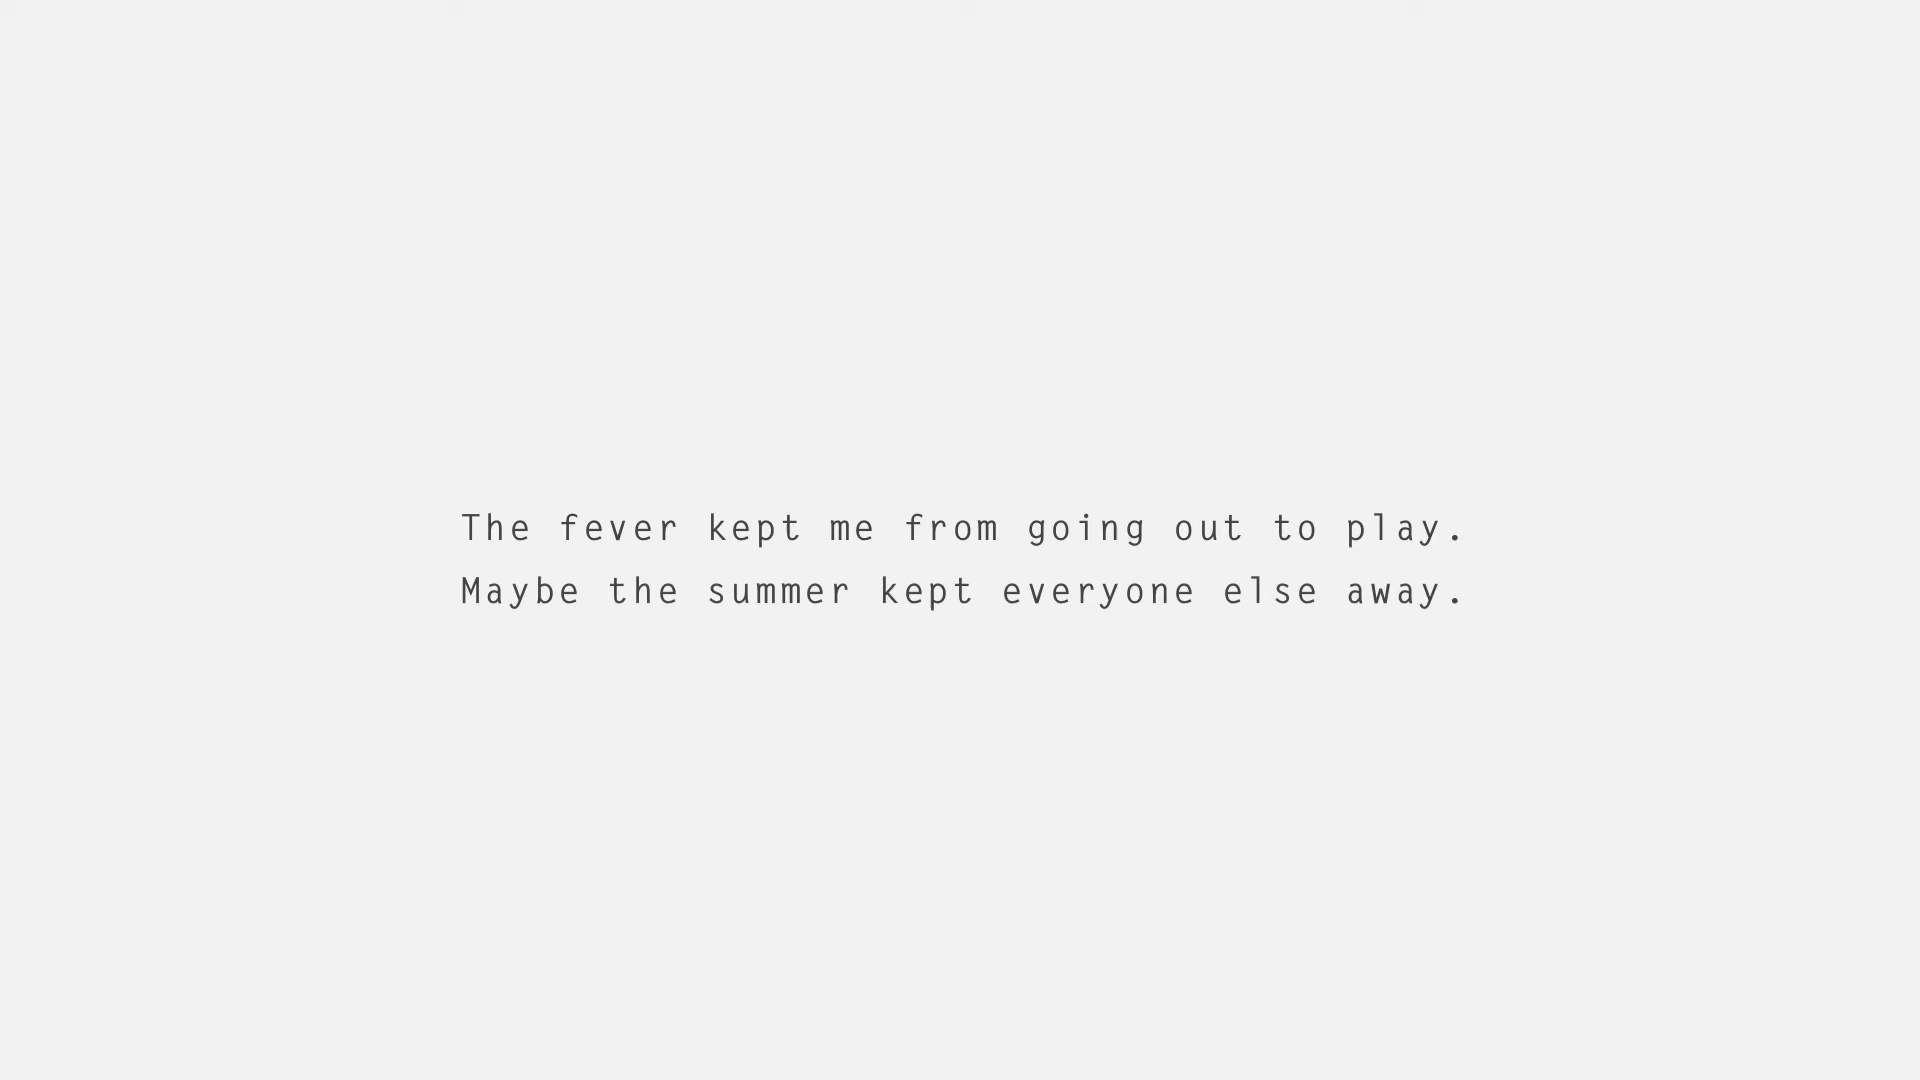 The fever kept me from going out to play.
Maybe the summer kept everyone else away.